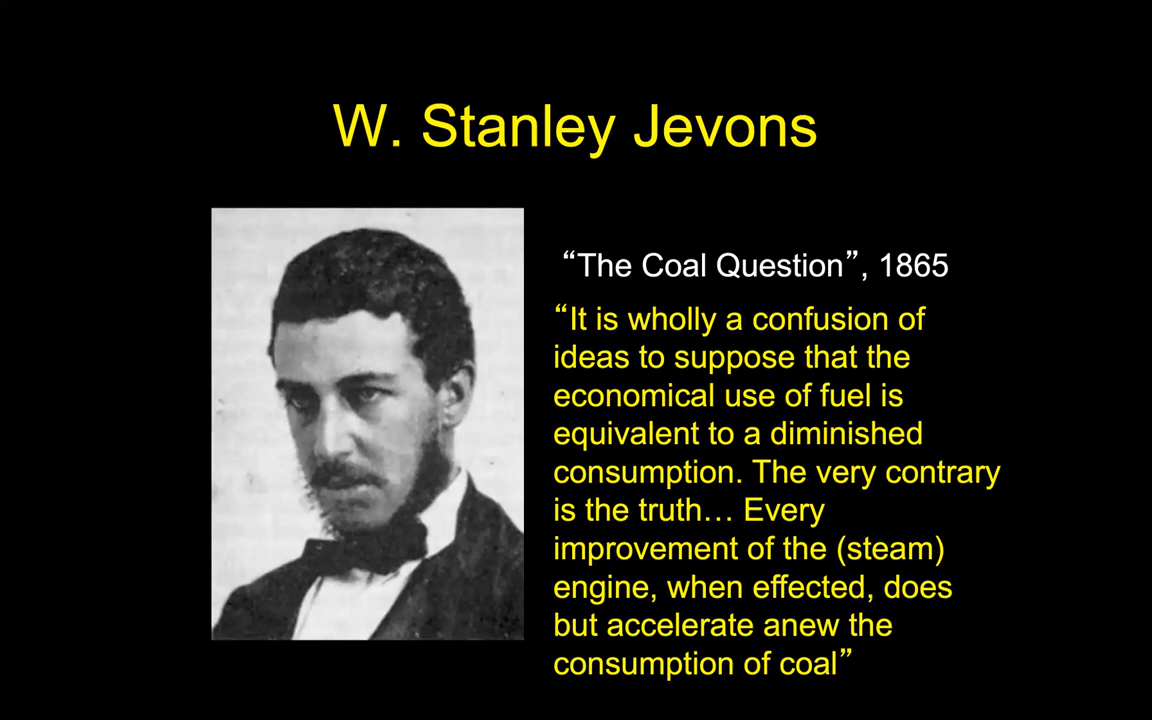 W. Stanley Jevons
“The Coal Question”, 1865
“It is wholly a confusion of
ideas to suppose that the
economical use of fuel is
equivalent to a diminished
consumption. The very contrary
is the truth… Every
improvement of the (steam)
engine, when effected, does
but accelerate anew the
consumption of coal”